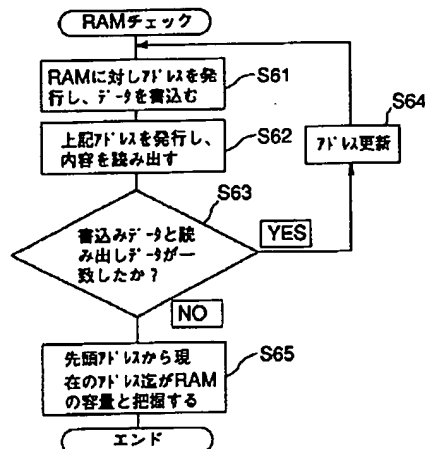 RAMチェック
RAMに対しｱﾄﾞﾚｽを発
行し、ﾃﾞｰﾀを書込む
S61
上記ｱﾄﾞﾚｽを発行し、
内容を読み出す
S62
S64
ｱﾄﾞﾚｽ更新
S63
書込みﾃﾞｰﾀと読
み出しﾃﾞｰﾀが一
致したか？
YES
NO
先頭ｱﾄﾞﾚｽから現
在のｱﾄﾞﾚｽ迄がRAM
の容量と把握する
S65
エンド